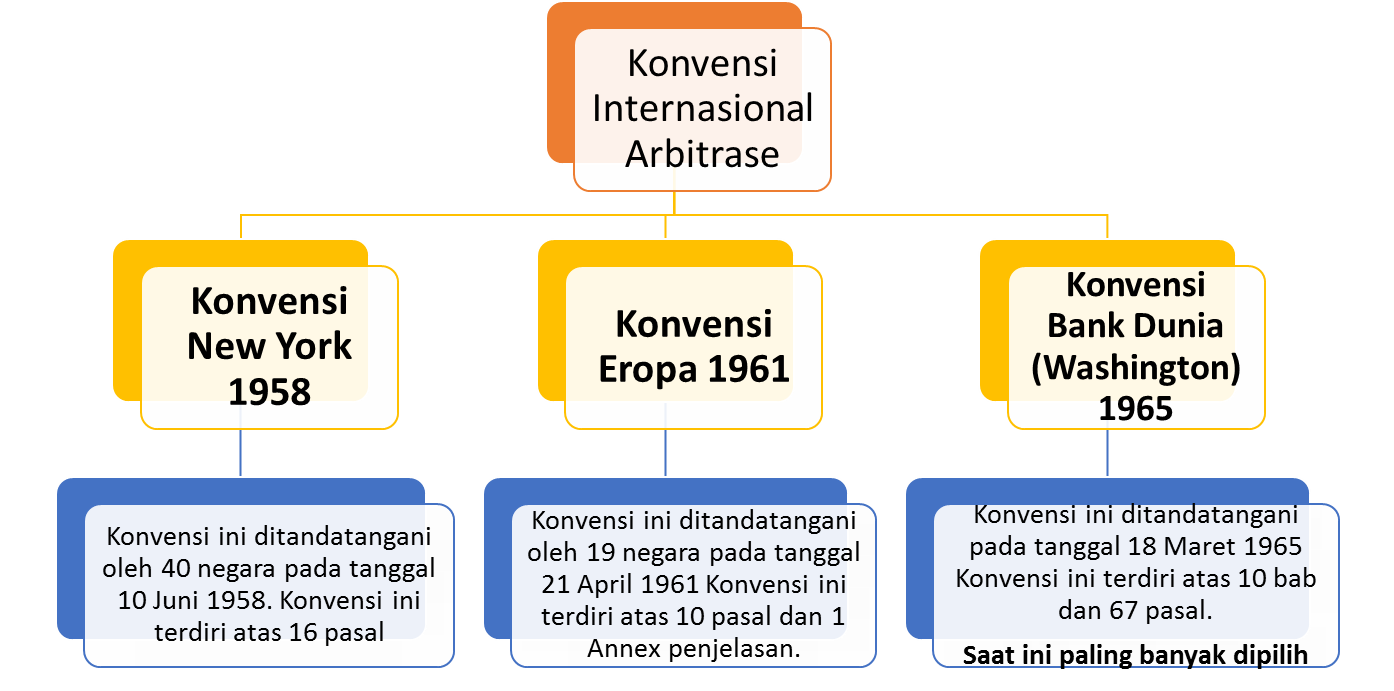 Konvensi
Internasional
Arbitrase
Konvensi
New York
1958
Konvensi
Eropa 1961
Konvensi
Bank Dunia
(Washington)
1965
Konvensi ini ditandatangani
oleh 40 negara pada tanggal
10 Juni 1958. Konvensi ini
terdiri atas 16 pasal
Konvensi ini ditandatangani
oleh 19 negara pada tanggal
21 April 1961 Konvensi ini
terdiri atas 10 pasal dan 1
Annex penjelasan.
Konvensi ini ditandatangani
pada tanggal 18 Maret 1965
Konvensi ini terdiri atas 10 bab
dan 67 pasal.
Saat ini paling banyak dipilih